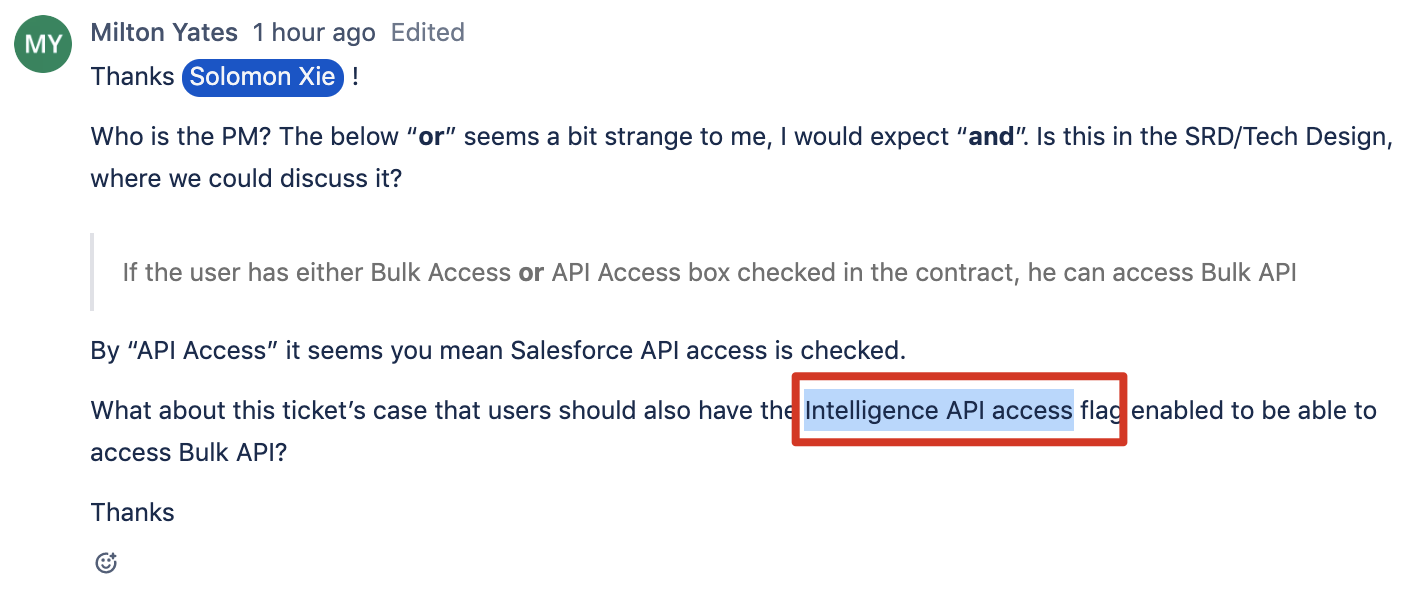 MY
Milton Yates 1 hour ago Edited
Thanks Solomon Xie !
Who is the PM? The below “or” seems a bit strange to me, I would expect “and”. Is this in the SRD/Tech Design,
where we could discuss it?
If the user has either Bulk Access or API Access box checked in the contract, he can access Bulk API
By “API Access” it seems you mean Salesforce API access is checked.
What about this ticket’s case that users should also have the Intelligence API access flag enabled to be able to
access Bulk API?
Thanks